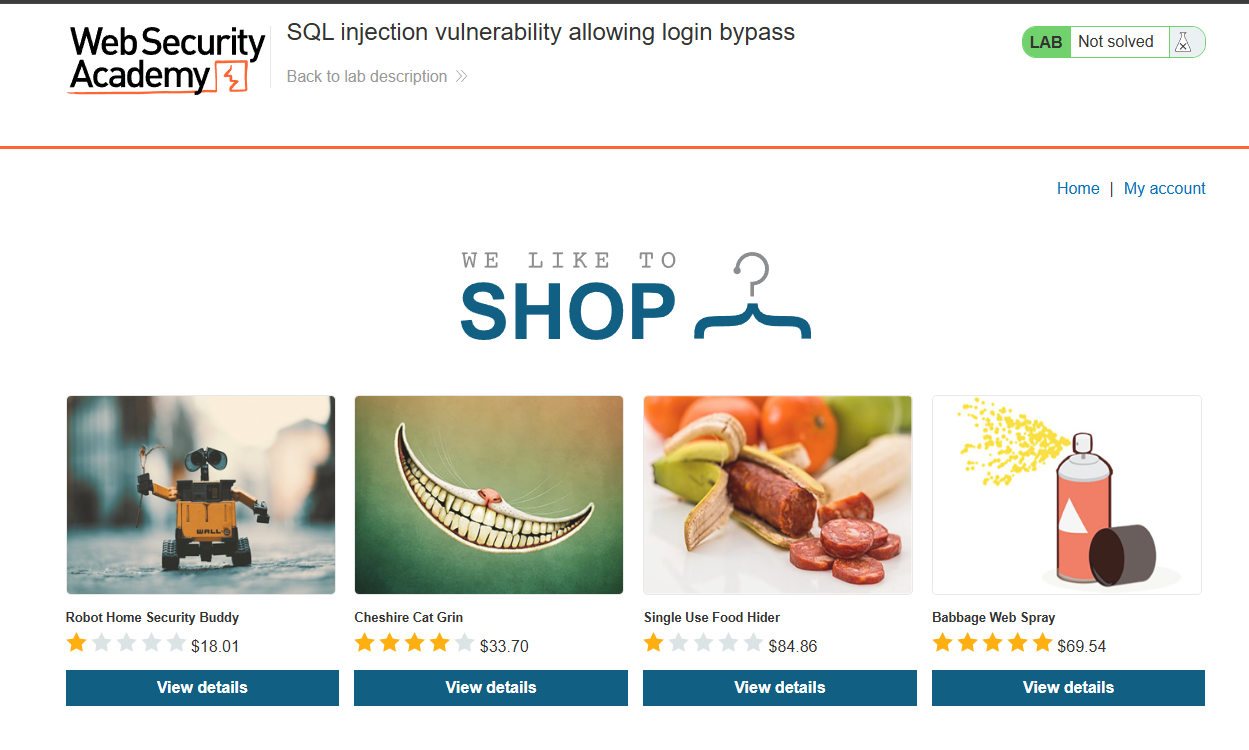 Web Security
Academy
SQL injection vulnerability allowing login bypass
Back to lab description
LAB Not solved
Home | My account
WE LIKE TO
SHOP
WALL-E
Robot Home Security Buddy
$18.01
View details
Cheshire Cat Grin
$33.70
View details
Single Use Food Hider
$84.86
View details
Babbage Web Spray
$69.54
View details